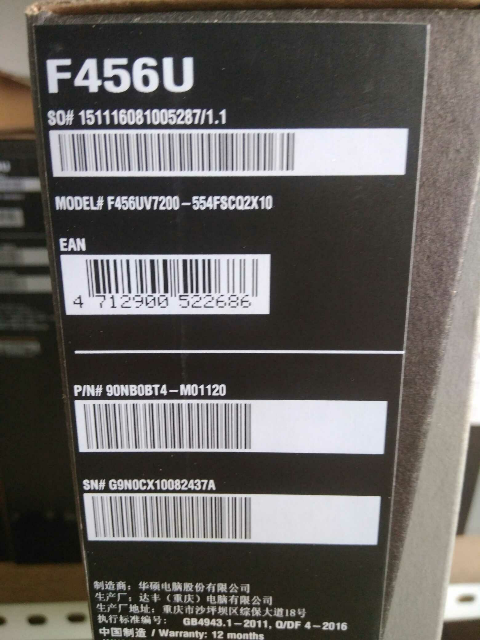 F456U
SO# 151116081005287/1.1
MODEL# F456UV7200-554FSCQ2X10
EAN
4 712900 522686
P/N# 90NB0BT4-M01120
SN# G9N0CX10082437A
制造商: 华硕电脑股份有限公司
生产厂: 达丰（重庆）电脑有限公司
生产厂地址: 重庆市沙坪坝区综保大道18号
执行标准编号: GB4943.1-2011, Q/DF 4-2016
中国制造 / Warranty: 12 months